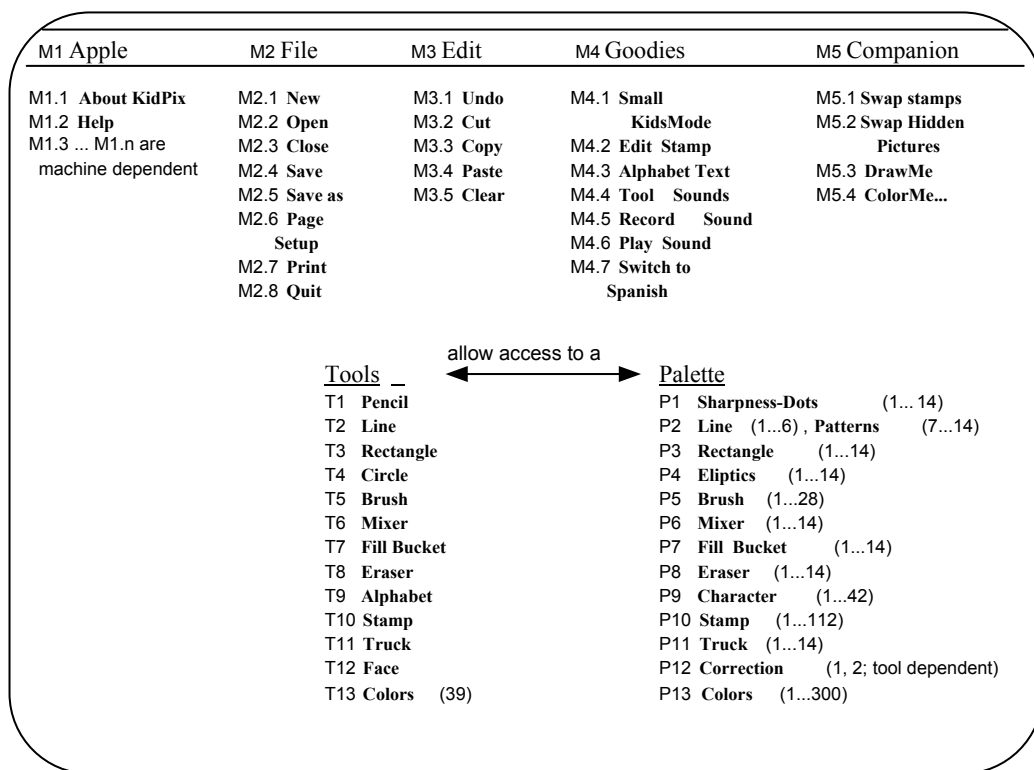 M1 Apple M2 File M3 Edit M4 Goodies M5 Companion
M1.1 About KidPix M2.1 New M3.1 Undo M4.1 Small M5.1 Swap stamps
M1.2 Help M2.2 Open M3.2 Cut KidsMode M5.2 Swap Hidden
M1.3 ... M1.n are M2.3 Close M3.3 Copy M4.2 Edit Stamp Pictures
machine dependent M2.4 Save M3.4 Paste M4.3 Alphabet Text M5.3 DrawMe
M2.5 Save as M3.5 Clear M4.4 Tool Sounds M5.4 ColorMe...
M2.6 Page M4.5 Record Sound
Setup M4.6 Play Sound
M2.7 Print M4.7 Switch to
M2.8 Quit Spanish
allow access to a
Tools _ Palette
T1 Pencil P1 Sharpness-Dots (1... 14)
T2 Line P2 Line (1...6) , Patterns (7...14)
T3 Rectangle P3 Rectangle (1...14)
T4 Circle P4 Eliptics (1...14)
T5 Brush P5 Brush (1...28)
T6 Mixer P6 Mixer (1...14)
T7 Fill Bucket P7 Fill Bucket (1...14)
T8 Eraser P8 Eraser (1...14)
T9 Alphabet P9 Character (1...42)
T10 Stamp P10 Stamp (1...112)
T11 Truck P11 Truck (1...14)
T12 Face P12 Correction (1, 2; tool dependent)
T13 Colors (39) P13 Colors (1...300)